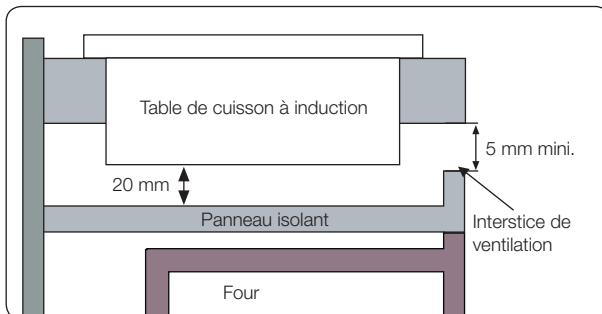 Table de cuisson à induction
5 mm mini.
20 mm
Panneau isolant
Interstice de
ventilation
Four